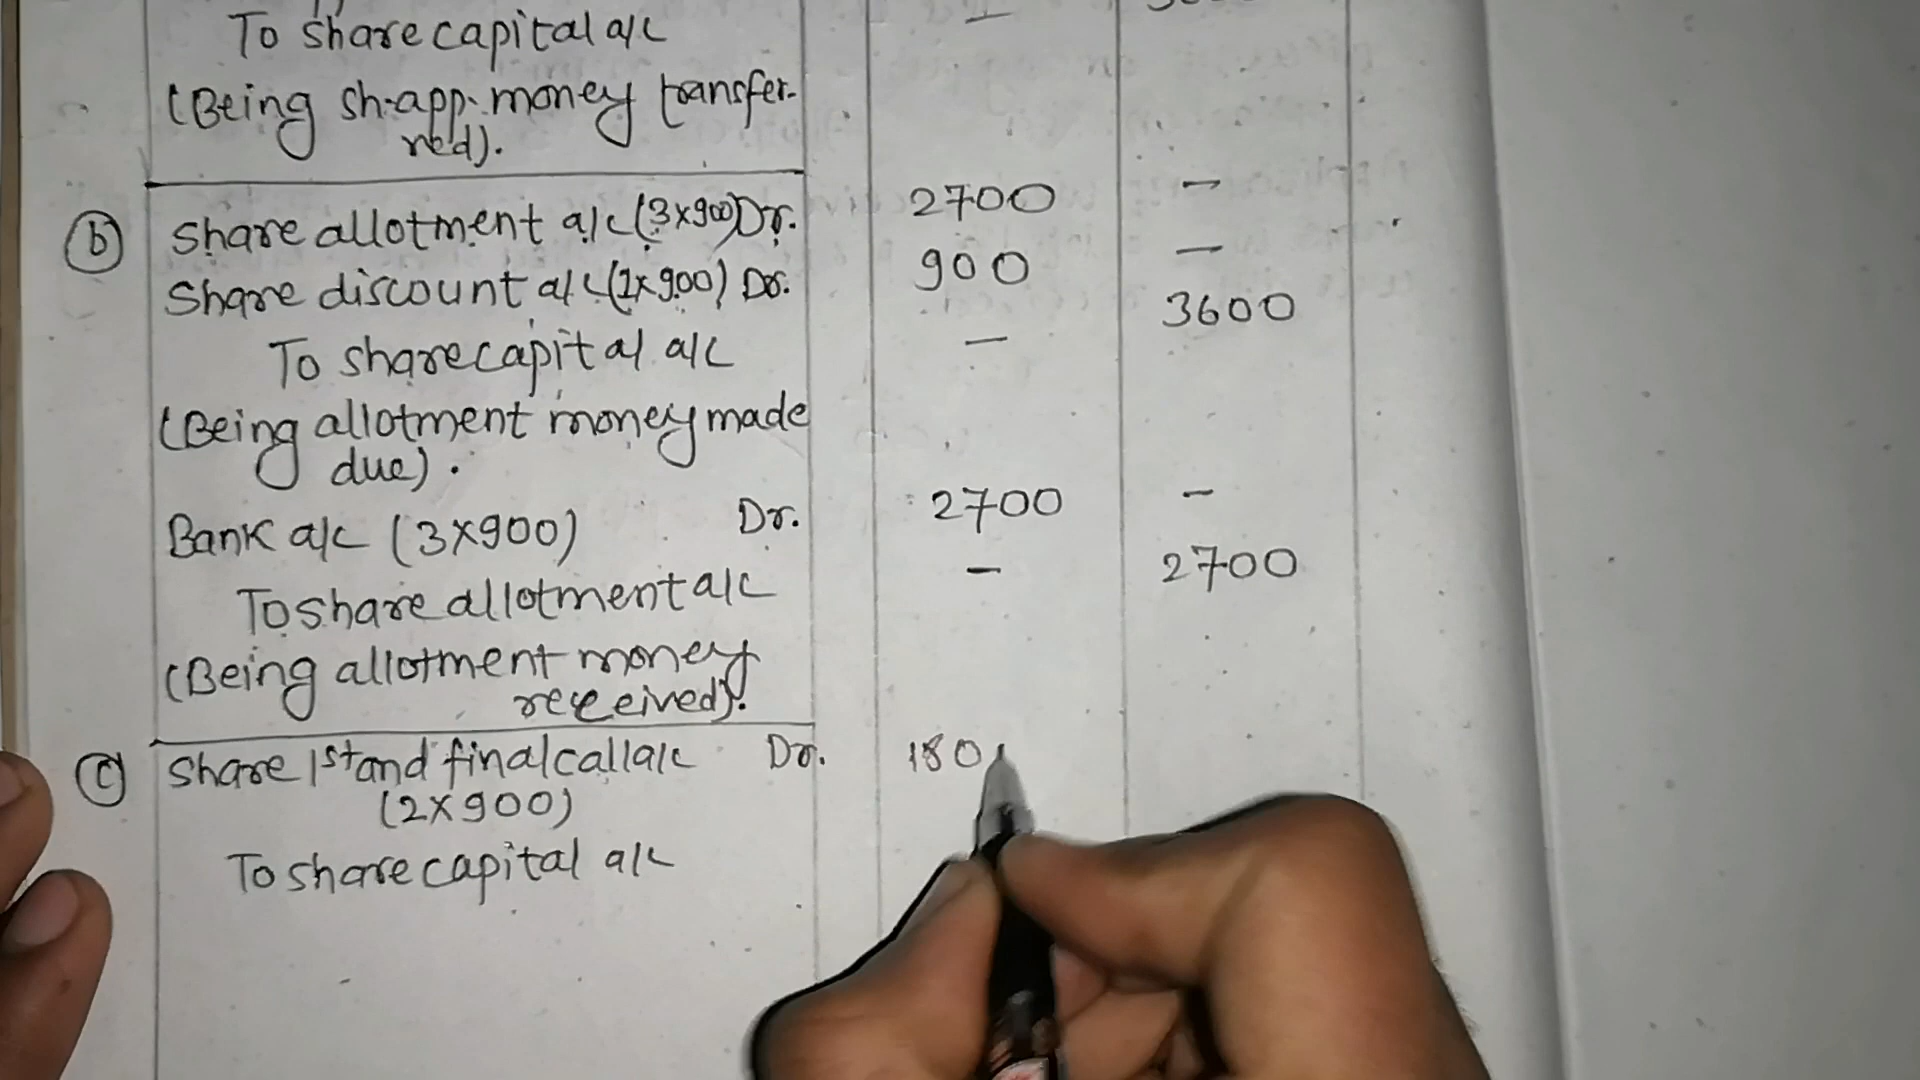 To share capital a/c
(Being sh.app. money transfer-
red).
(b) Share allotment a/c (3x900) Dr. 2700 -
Share discount a/c (1x900) Dr. 900 -
To share capital a/c - 3600
(Being allotment money made
due).
Bank a/c (3x900) Dr. 2700 -
To share allotment a/c - 2700
(Being allotment money
received).
(c) Share 1st and final call a/c Dr. 180
(2x900)
To share capital a/c